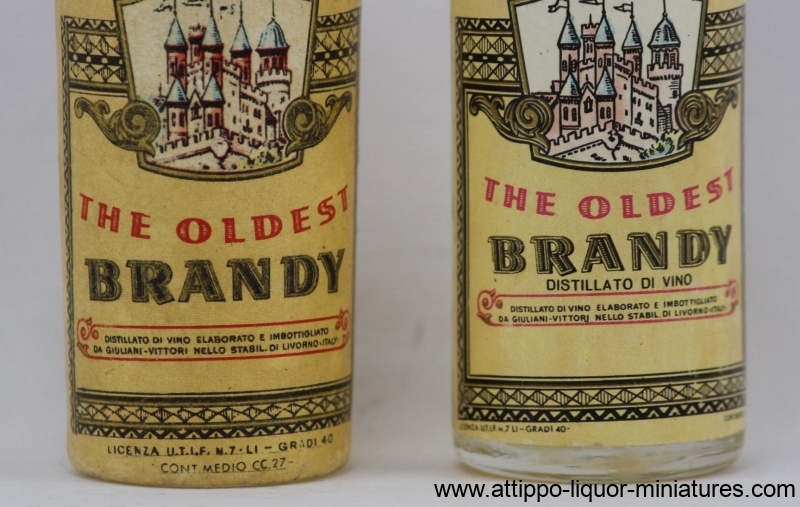 THE OLDEST
BRANDY
DISTILLATO DI VINO ELABORATO E IMBOTTIGLIATO
DA GIULIANI-VITTORI NELLO STABIL. DI LIVORNO-ITALY-
LICENZA U.T.I.F. N.7-LI - GRADI 40
CONT. MEDIO CC. 27-
THE OLDEST
BRANDY
DISTILLATO DI VINO
DISTILLATO DI VINO ELABORATO E IMBOTTIGLIATO
DA GIULIANI-VITTORI NELLO STABIL. DI LIVORNO-ITALY-
LICENZA U.T.I.F. N.7 LI-GRADI 40-
www.attippo-liquor-miniatures.com